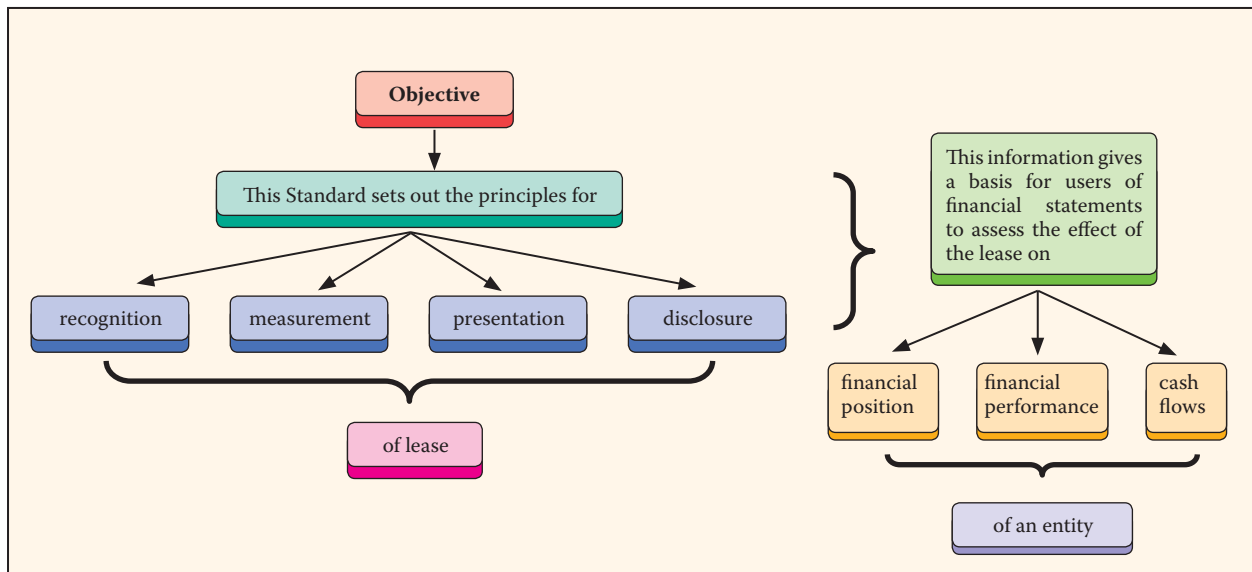 Objective
This Standard sets out the principles for
recognition
measurement
presentation
disclosure
of lease
This information gives
a basis for users of
financial statements
to assess the effect of
the lease on
financial
position
financial
performance
cash
flows
of an entity